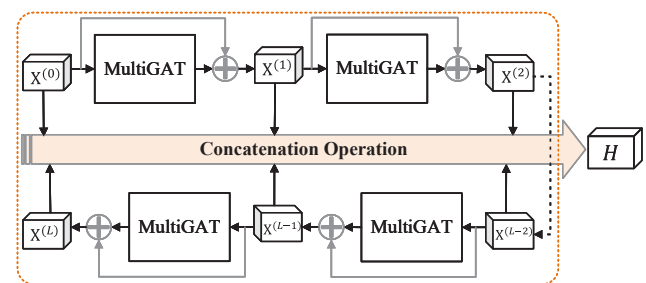 X(0)
MultiGAT
X(1)
MultiGAT
X(2)
Concatenation Operation
H
X(L)
MultiGAT
X(L−1)
MultiGAT
X(L−2)